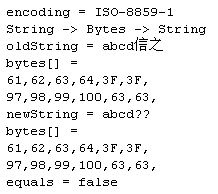 encoding = ISO-8859-1
String -> Bytes -> String
oldString = abcd信之
bytes[] =
61,62,63,64,3F,3F,
97,98,99,100,63,63,
newString = abcd??
bytes[] =
61,62,63,64,3F,3F,
97,98,99,100,63,63,
equals = false